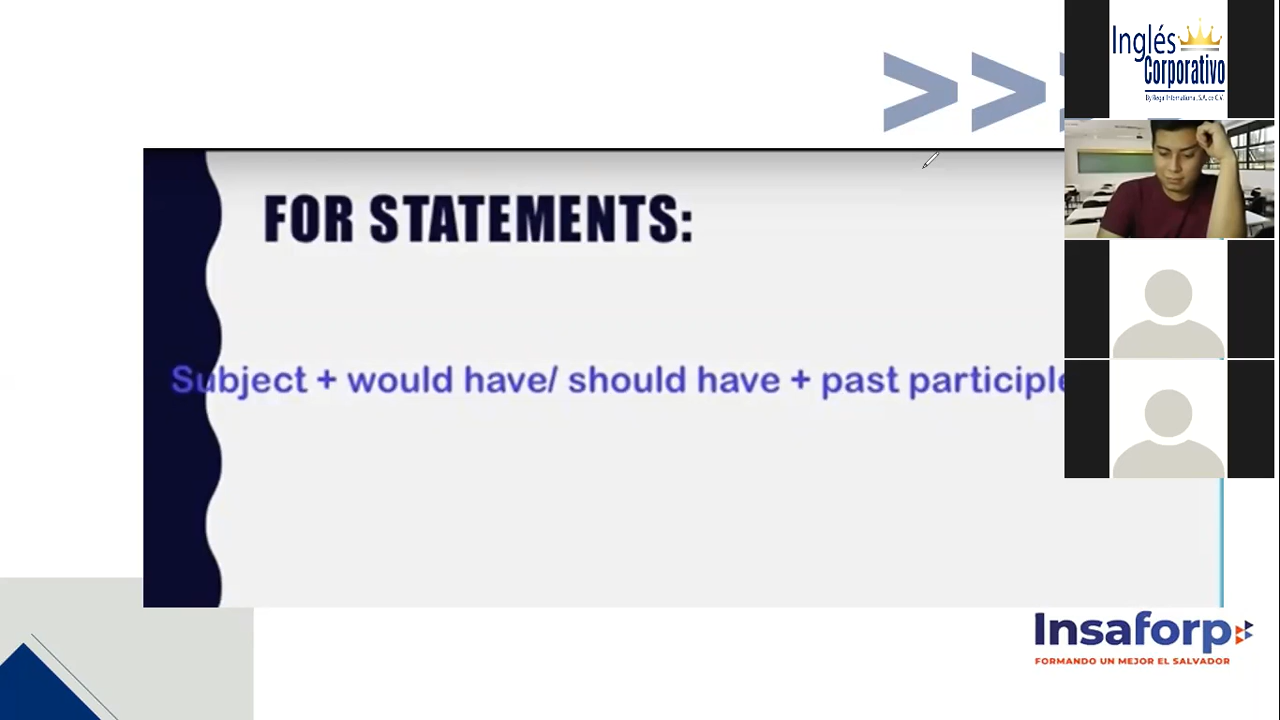 >>
Inglés
Corporativo
FOR STATEMENTS:
Subject + would have/ should have + past participle
Insaforp
FORMANDO UN MEJOR EL SALVADOR